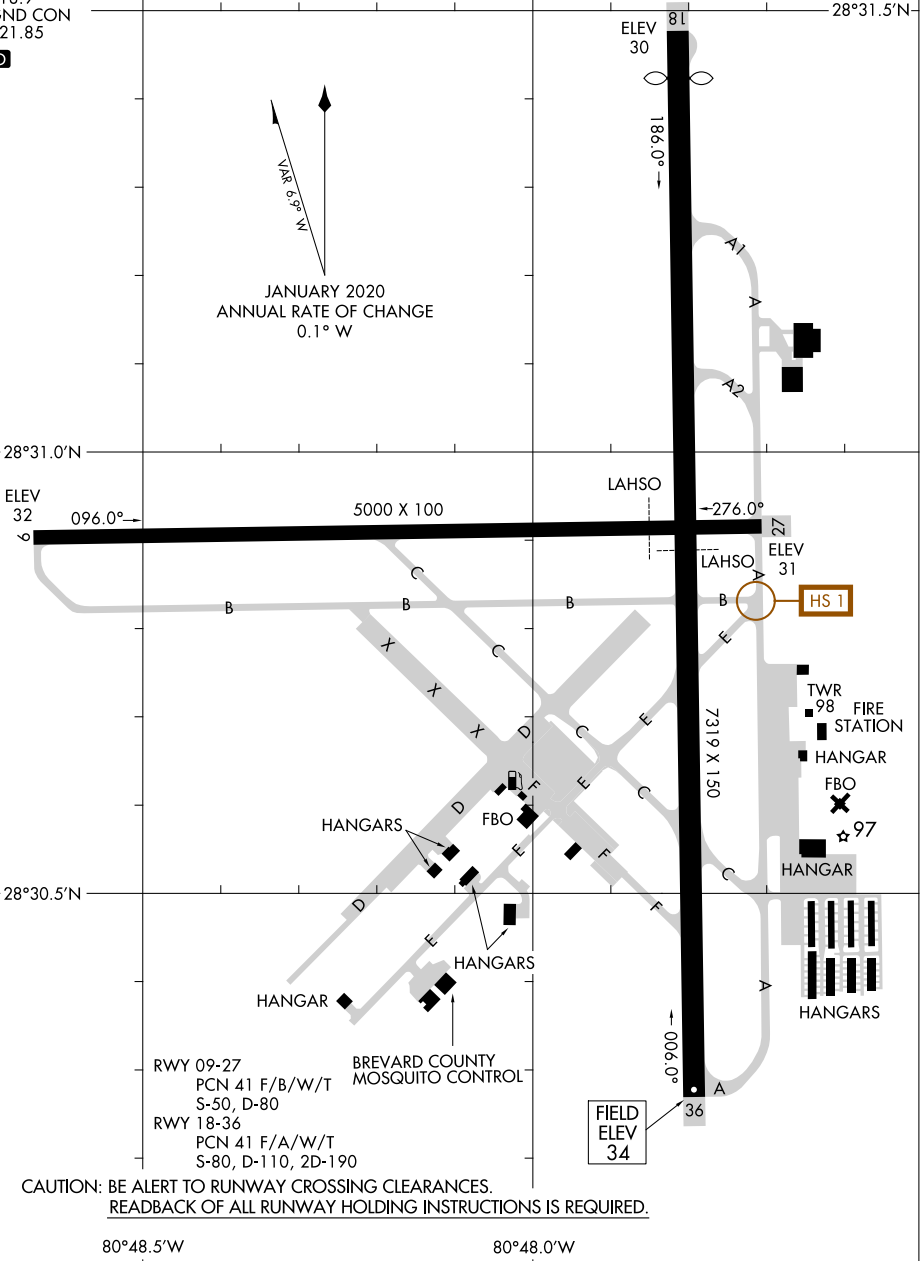 GND CON
21.85
D
28°31.5'N
18
ELEV
30
186.0°
VAR 6.9° W
JANUARY 2020
ANNUAL RATE OF CHANGE
0.1° W
A1
A
A2
28°31.0'N
ELEV
32
9
096.0°
5000 X 100
LAHSO
276.0°
27
LAHSO
ELEV
31
A
C
B
B
B
B
HS 1
E
X
C
X
TWR
98
FIRE
STATION
7319 X 150
E
X
D
C
HANGAR
F
E
C
FBO
D
FBO
97
HANGARS
E
F
C
HANGAR
28°30.5'N
D
F
E
HANGARS
A
HANGAR
HANGARS
006.0°
BREVARD COUNTY
MOSQUITO CONTROL
RWY 09-27
PCN 41 F/B/W/T
S-50, D-80
RWY 18-36
PCN 41 F/A/W/T
S-80, D-110, 2D-190
A
36
FIELD
ELEV
34
CAUTION: BE ALERT TO RUNWAY CROSSING CLEARANCES.
READBACK OF ALL RUNWAY HOLDING INSTRUCTIONS IS REQUIRED.
80°48.5'W
80°48.0'W